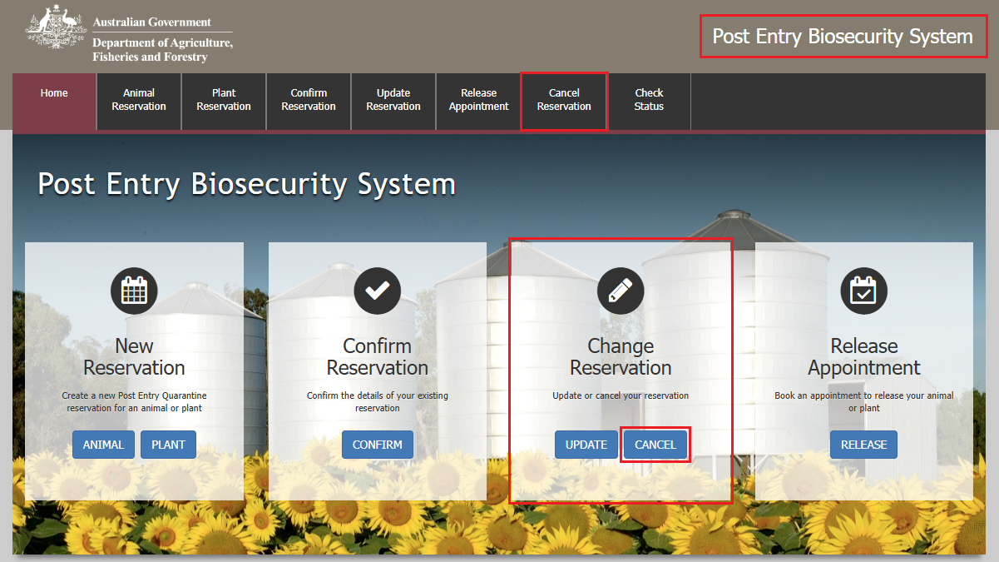 Australian Government
Department of Agriculture,
Fisheries and Forestry
Post Entry Biosecurity System
Home
Animal
Reservation
Plant
Reservation
Confirm
Reservation
Update
Reservation
Release
Appointment
Cancel
Reservation
Check
Status
Post Entry Biosecurity System
New
Reservation
Create a new Post Entry Quarantine
reservation for an animal or plant
ANIMAL
PLANT
Confirm
Reservation
Confirm the details of your existing
reservation
CONFIRM
Change
Reservation
Update or cancel your reservation
UPDATE
CANCEL
Release
Appointment
Book an appointment to release your animal
or plant
RELEASE